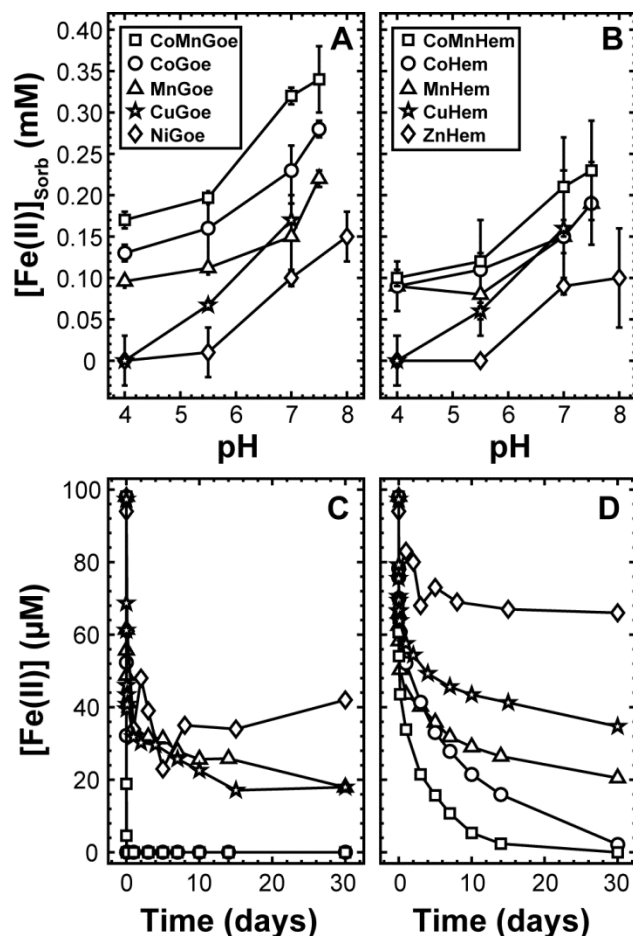 A
CoMnGoe
CoGoe
MnGoe
CuGoe
NiGoe
B
CoMnHem
CoHem
MnHem
CuHem
ZnHem
[Fe(II)]Sorb (mM)
0.40
0.35
0.30
0.25
0.20
0.15
0.10
0.05
0
4 5 6 7 8
4 5 6 7 8
pH
pH
C
D
[Fe(II)] (µM)
100
80
60
40
20
0
0 10 20 30
0 10 20 30
Time (days)
Time (days)